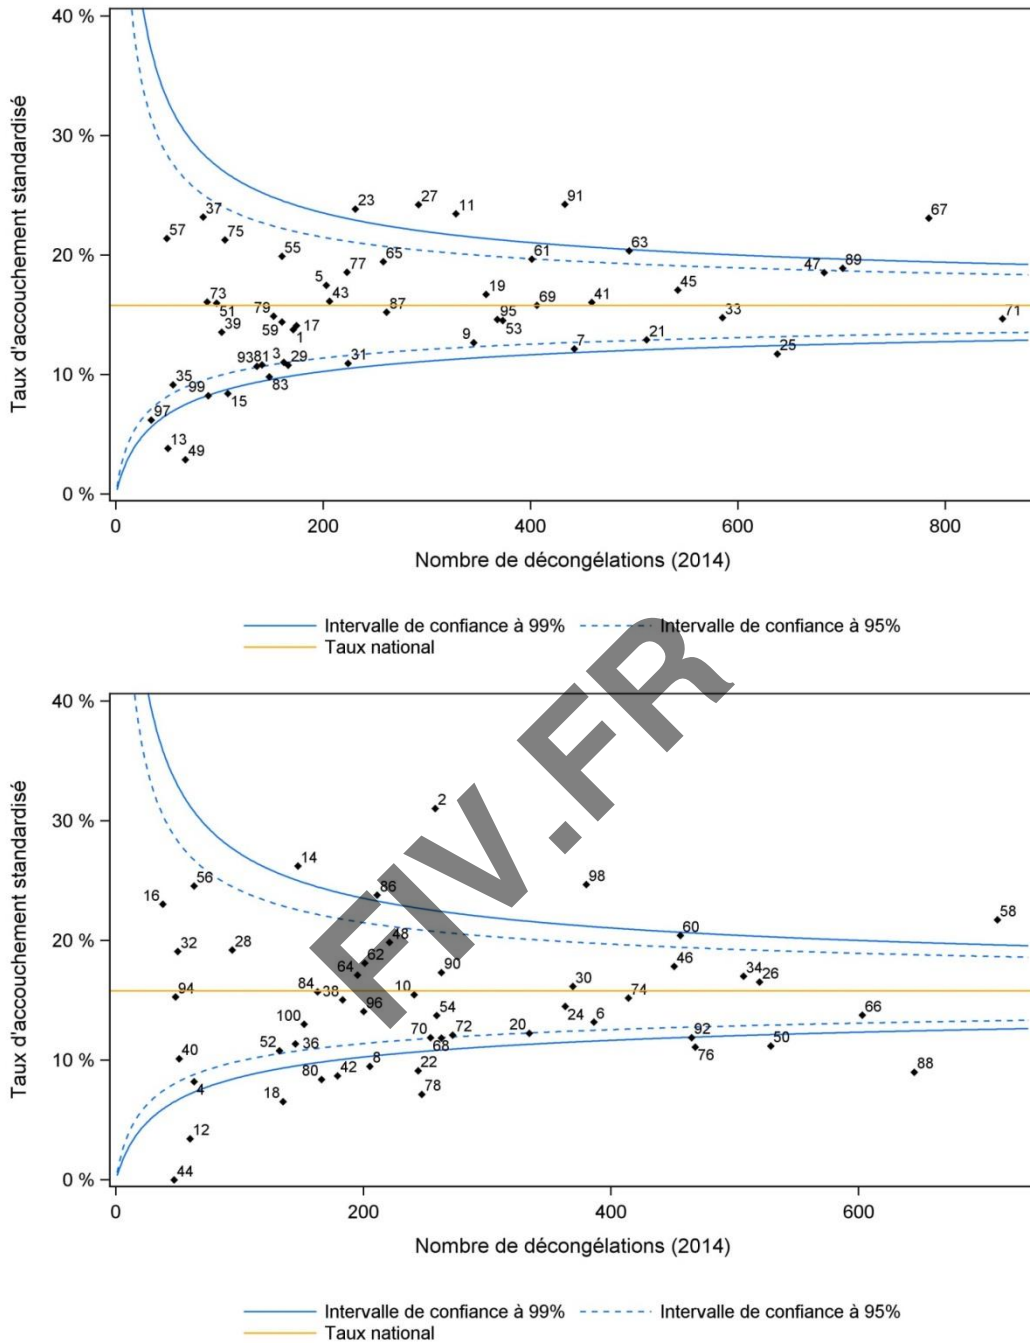 40 %
30 %
20 %
10 %
0 %
Taux d'accouchement standardisé
23 27 11 91 67
37 57 75 55 65 61 63 47 89
5 77 43 19 45
73 51 79 87 69 41 33 71
39 59 17 1 95 53
9 7 21 25
93 81 3 29 31
35 99 15 83
97 13 49
0 200 400 600 800
Nombre de décongélations (2014)
Intervalle de confiance à 99% Intervalle de confiance à 95%
Taux national
FIV.FR
40 %
30 %
20 %
10 %
0 %
Taux d'accouchement standardisé
2
14 86 98
56 16 60 58
32 28 48 62 64 90 46 34 26
94 84 38 10 96 30 74
100 54 24 6 66
52 36 70 68 72 20 92 76 50
40 4 80 42 8 22 78 88
18 12 44
0 200 400 600
Nombre de décongélations (2014)
Intervalle de confiance à 99% Intervalle de confiance à 95%
Taux national